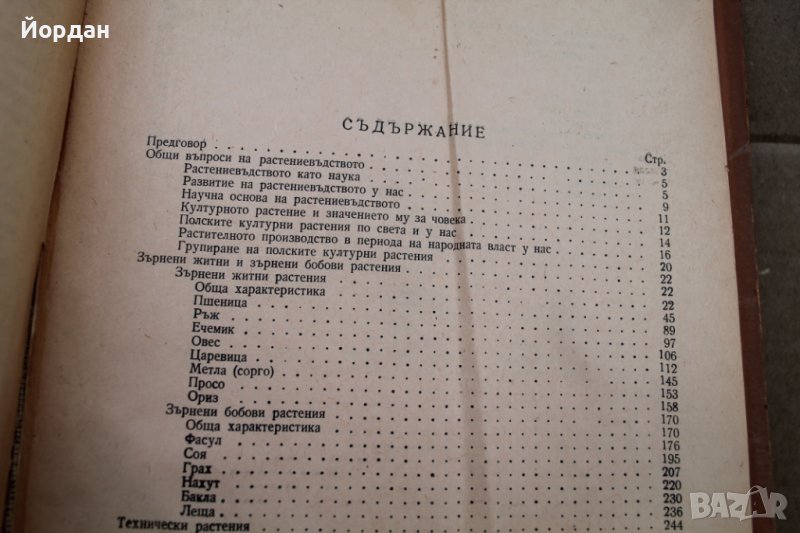 Йордан
СЪДЪРЖАНИЕ
Стр.
Предговор . . . 3
Общи въпроси на растениевъдството . . . 5
Растениевъдството като наука . . . 5
Развитие на растениевъдството у нас . . . 9
Научна основа на растениевъдството . . . 11
Културното растение и значението му за човека . . . 12
Полските културни растения по света и у нас . . . 14
Растителното производство в периода на народната власт у нас . . . 16
Групиране на полските културни растения . . . 20
Зърнени житни и зърнени бобови растения . . . 22
Зърнени житни растения . . . 22
Обща характеристика . . . 22
Пшеница . . . 45
Ръж . . . 89
Ечемик . . . 97
Овес . . . 106
Царевица . . . 112
Метла (сорго) . . . 145
Просо . . . 153
Ориз . . . 158
Зърнени бобови растения . . . 170
Обща характеристика . . . 170
Фасул . . . 176
Соя . . . 195
Грах . . . 207
Нахут . . . 220
Бакла . . . 230
Леща . . . 236
Технически растения . . . 244
BAZAR